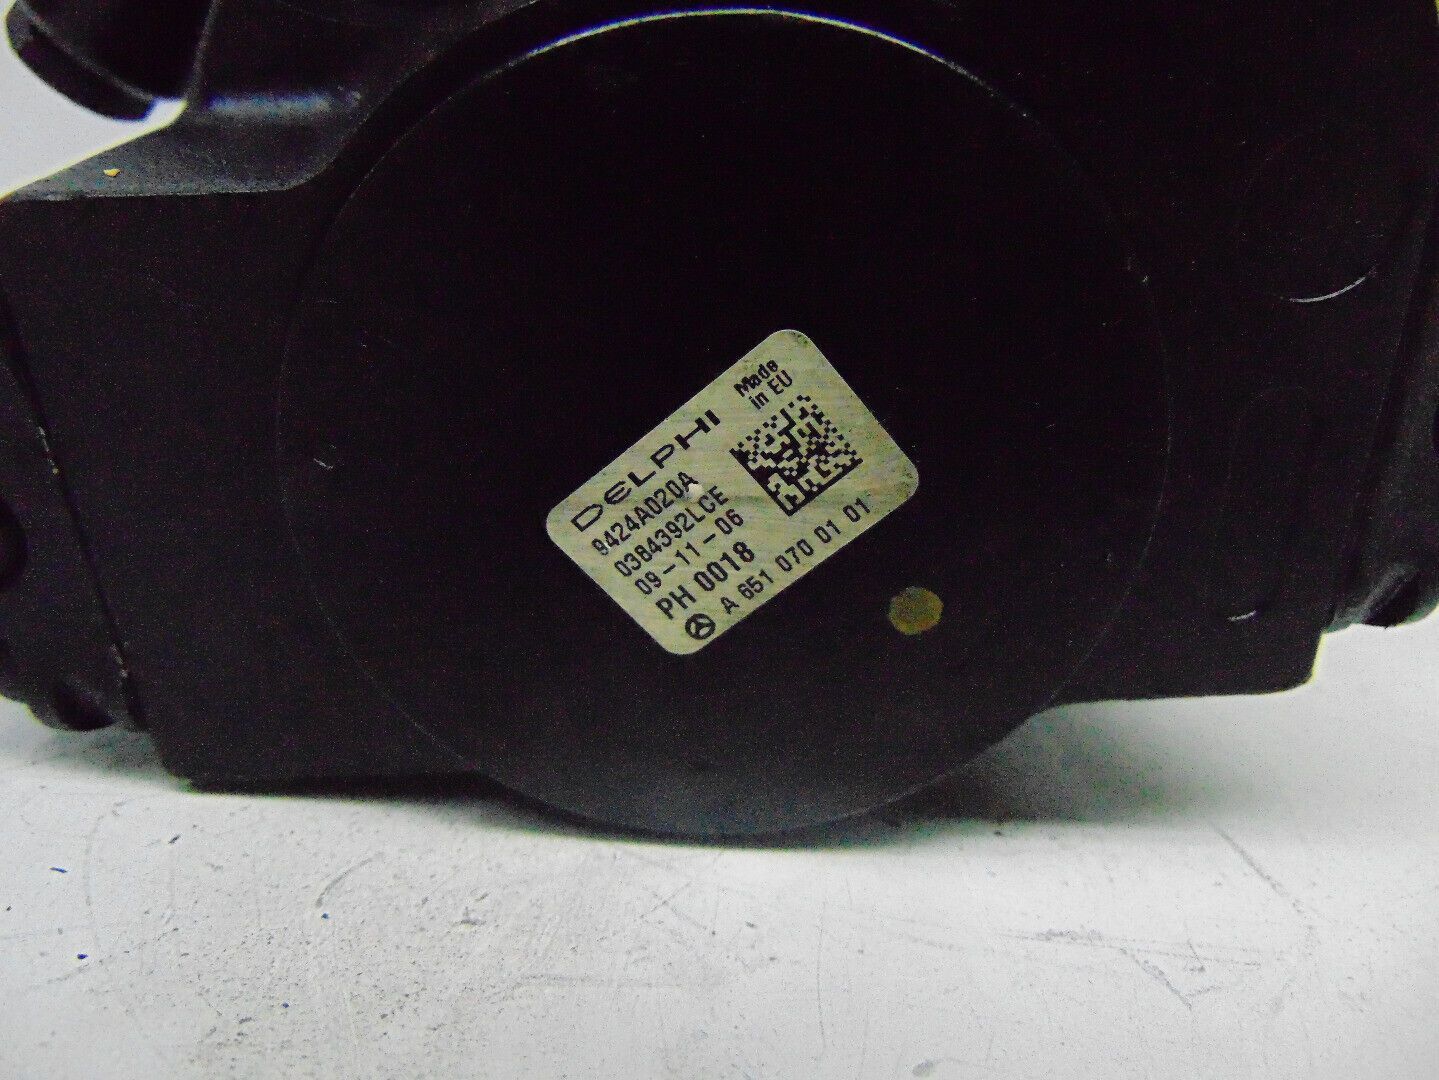 Made
in EU
DELPHI
9424A020A
0384392LCE
09-11-06
PH 0018
A 651 070 01 01